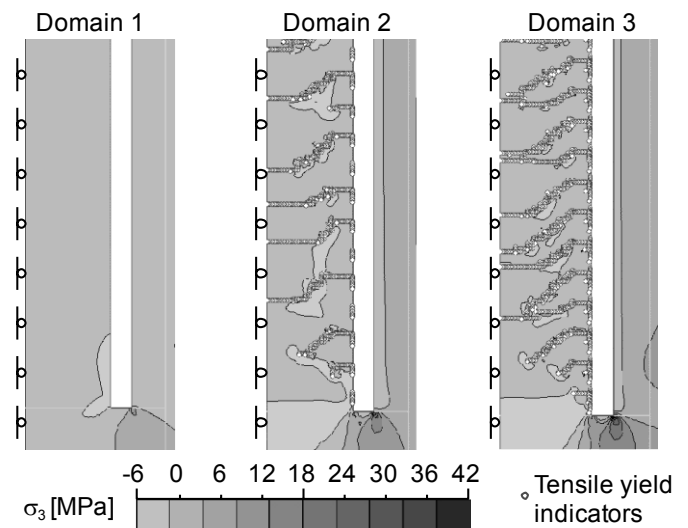 Domain 1 Domain 2 Domain 3
-6 0 6 12 18 24 30 36 42
σ3 [MPa]
Tensile yield
indicators